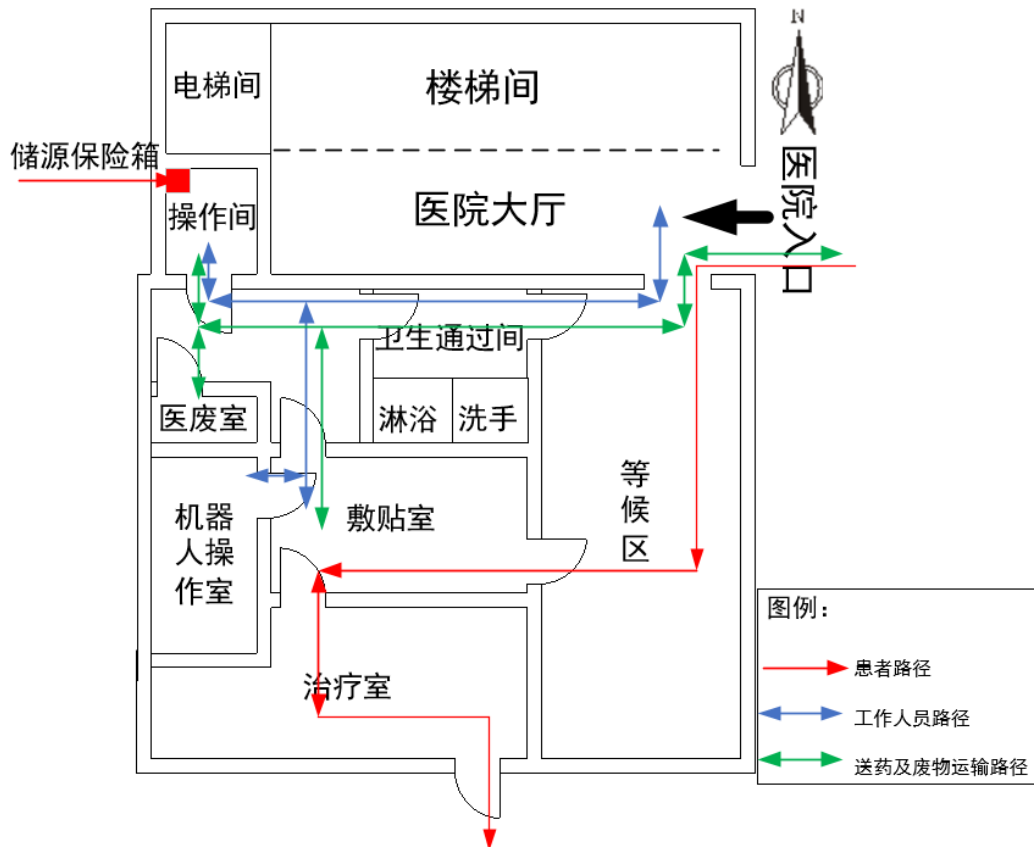 N
电梯间
楼梯间
储源保险箱
医院入口
操作间
医院大厅
卫生通过间
医废室
淋浴
洗手
等候区
机器
人操
作室
敷贴室
治疗室
图例：
患者路径
工作人员路径
送药及废物运输路径